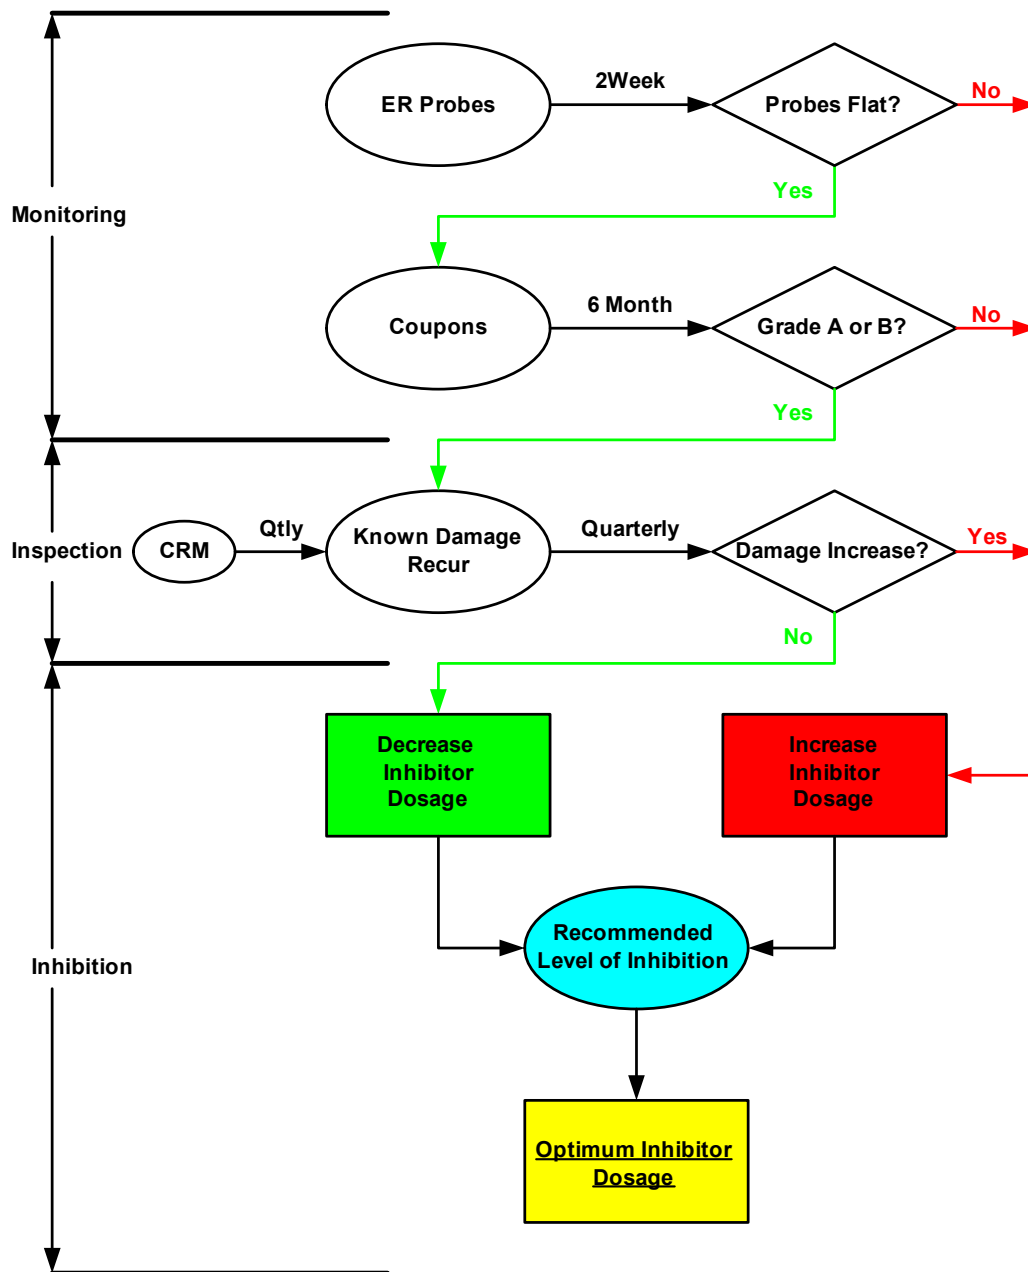 2Week
ER Probes
Probes Flat?
No
Yes
Monitoring
6 Month
Coupons
Grade A or B?
No
Yes
Qtly
Known Damage
Recur
Quarterly
Inspection
CRM
Damage Increase?
Yes
No
Decrease
Inhibitor
Dosage
Increase
Inhibitor
Dosage
Recommended
Level of Inhibition
Inhibition
Optimum Inhibitor
Dosage